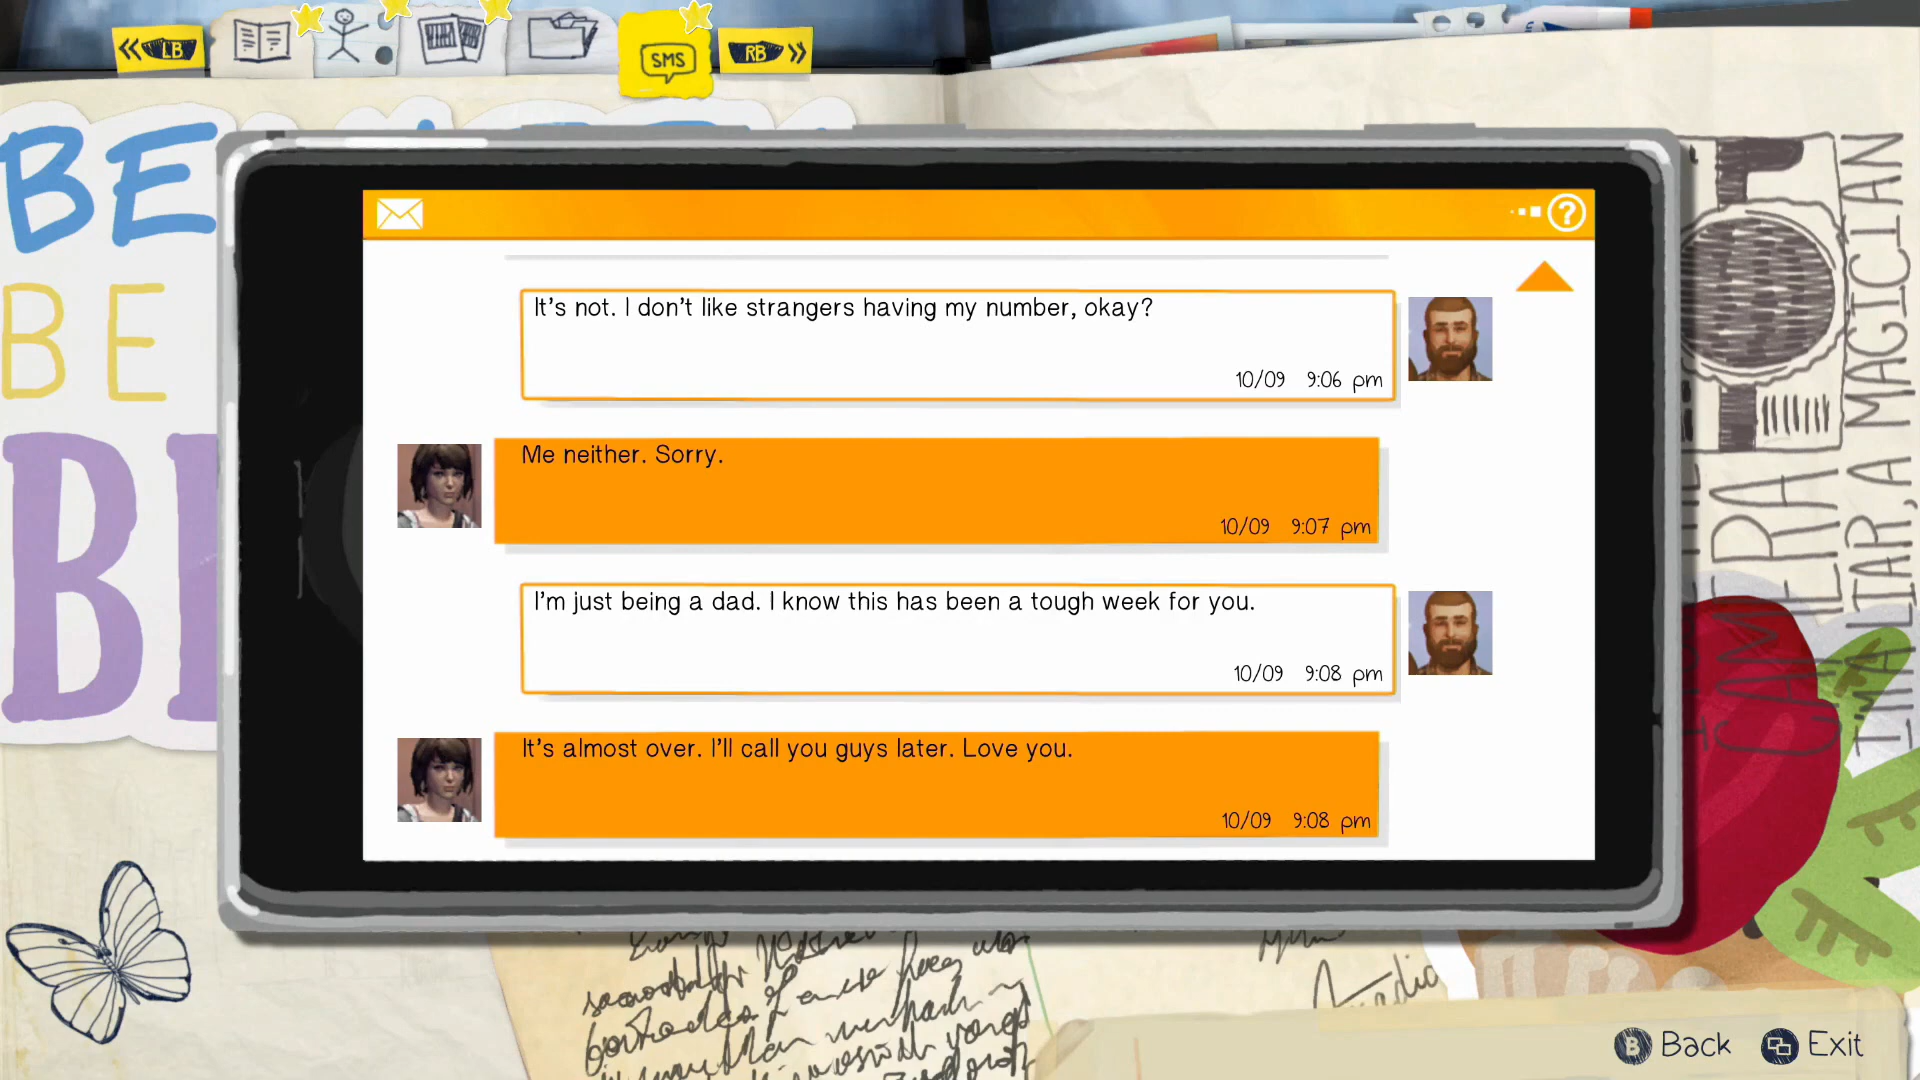 LB
SMS
RB
BE
BE
It's not. I don't like strangers having my number, okay?
10/09 9:06 pm
Me neither. Sorry.
10/09 9:07 pm
I'm just being a dad. I know this has been a tough week for you.
10/09 9:08 pm
It's almost over. I'll call you guys later. Love you.
10/09 9:08 pm
?
CAMERA
I'M A LIAR, A MAGICIAN
B Back
Exit